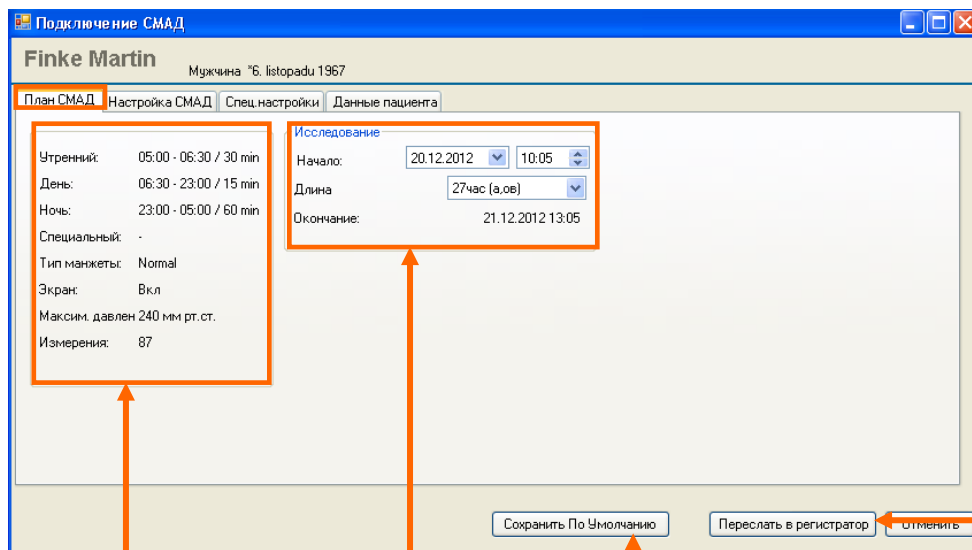 Подключение СМАД
Finke Martin
Мужчина *6. listopadu 1967
План СМАД Настройка СМАД Спец.настройки Данные пациента
Утренний: 05:00 - 06:30 / 30 min
День: 06:30 - 23:00 / 15 min
Ночь: 23:00 - 05:00 / 60 min
Специальный: -
Тип манжеты: Normal
Экран: Вкл
Максим. давлен 240 мм рт.ст.
Измерения: 87
Исследование
Начало: 20.12.2012 10:05
Длина 27час (а,ов)
Окончание: 21.12.2012 13:05
Сохранить По Умолчанию Переслать в регистратор Отменить